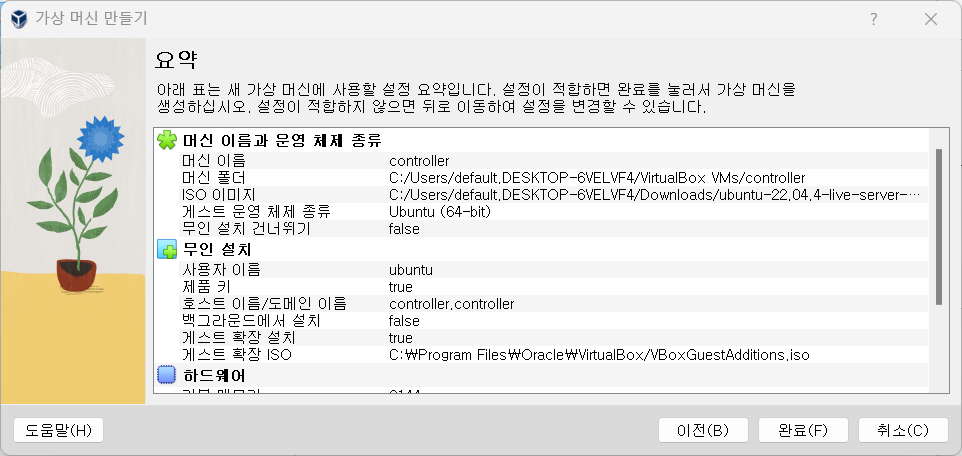 가상 머신 만들기
?
요약
아래 표는 새 가상 머신에 사용할 설정 요약입니다. 설정이 적합하면 완료를 눌러서 가상 머신을
생성하십시오. 설정이 적합하지 않으면 뒤로 이동하여 설정을 변경할 수 있습니다.
머신 이름과 운영 체제 종류
머신 이름 controller
머신 폴더 C:/Users/default.DESKTOP-6VELVF4/VirtualBox VMs/controller
ISO 이미지 C:/Users/default.DESKTOP-6VELVF4/Downloads/ubuntu-22.04.4-live-server-…
게스트 운영 체제 종류 Ubuntu (64-bit)
무인 설치 건너뛰기 false
무인 설치
사용자 이름 ubuntu
제품 키 true
호스트 이름/도메인 이름 controller.controller
백그라운드에서 설치 false
게스트 확장 설치 true
게스트 확장 ISO C:₩Program Files₩Oracle₩VirtualBox/VBoxGuestAdditions.iso
하드웨어
도움말(H) 이전(B) 완료(F) 취소(C)